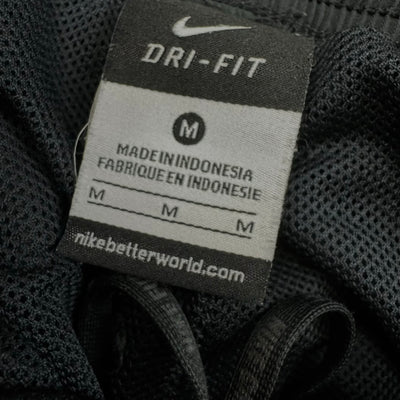 DRI-FIT
M
MADE IN INDONESIA
FABRIQUE EN INDONESIE
M M M
nikebetterworld.com